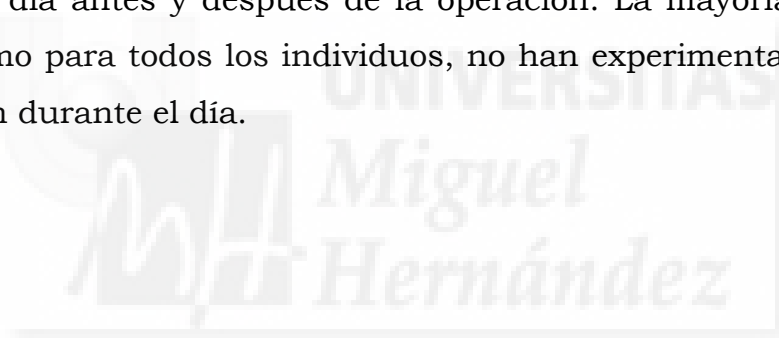 día antes y después de la operación. La mayoría
mo para todos los individuos, no han experimenta
n durante el día.
UNIVERSITAS
Miguel
Hernández